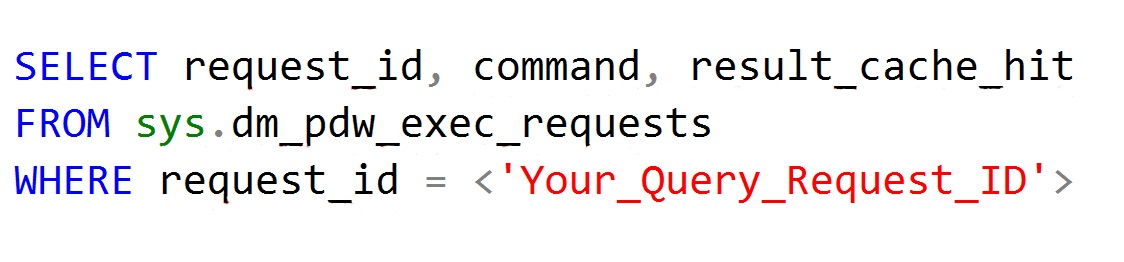 SELECT request_id, command, result_cache_hit
FROM sys.dm_pdw_exec_requests
WHERE request_id = <'Your_Query_Request_ID'>